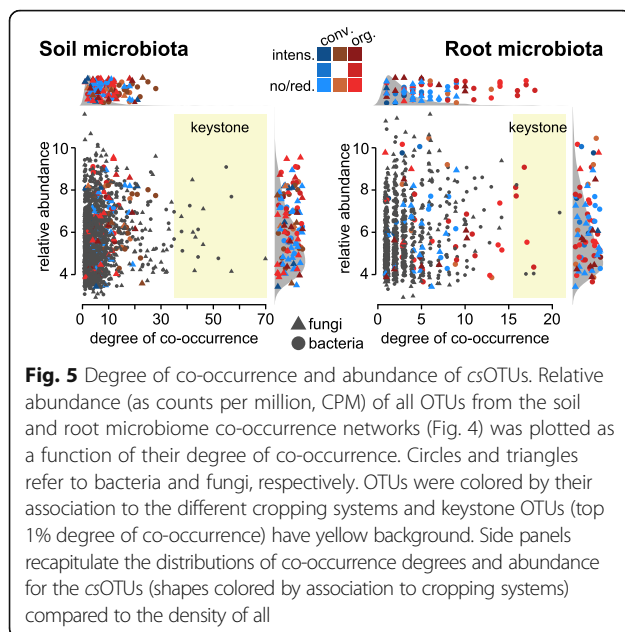 Soil microbiota
conv.
org.
intens.
no/red.
Root microbiota
keystone
relative abundance
10
8
6
4
0 10 20 30 40 50 60 70
degree of co-occurrence
keystone
relative abundance
10
8
6
4
0 5 10 15 20
degree of co-occurrence
fungi
bacteria
Fig. 5 Degree of co-occurrence and abundance of csOTUs. Relative
abundance (as counts per million, CPM) of all OTUs from the soil
and root microbiome co-occurrence networks (Fig. 4) was plotted as
a function of their degree of co-occurrence. Circles and triangles
refer to bacteria and fungi, respectively. OTUs were colored by their
association to the different cropping systems and keystone OTUs (top
1% degree of co-occurrence) have yellow background. Side panels
recapitulate the distributions of co-occurrence degrees and abundance
for the csOTUs (shapes colored by association to cropping systems)
compared to the density of all